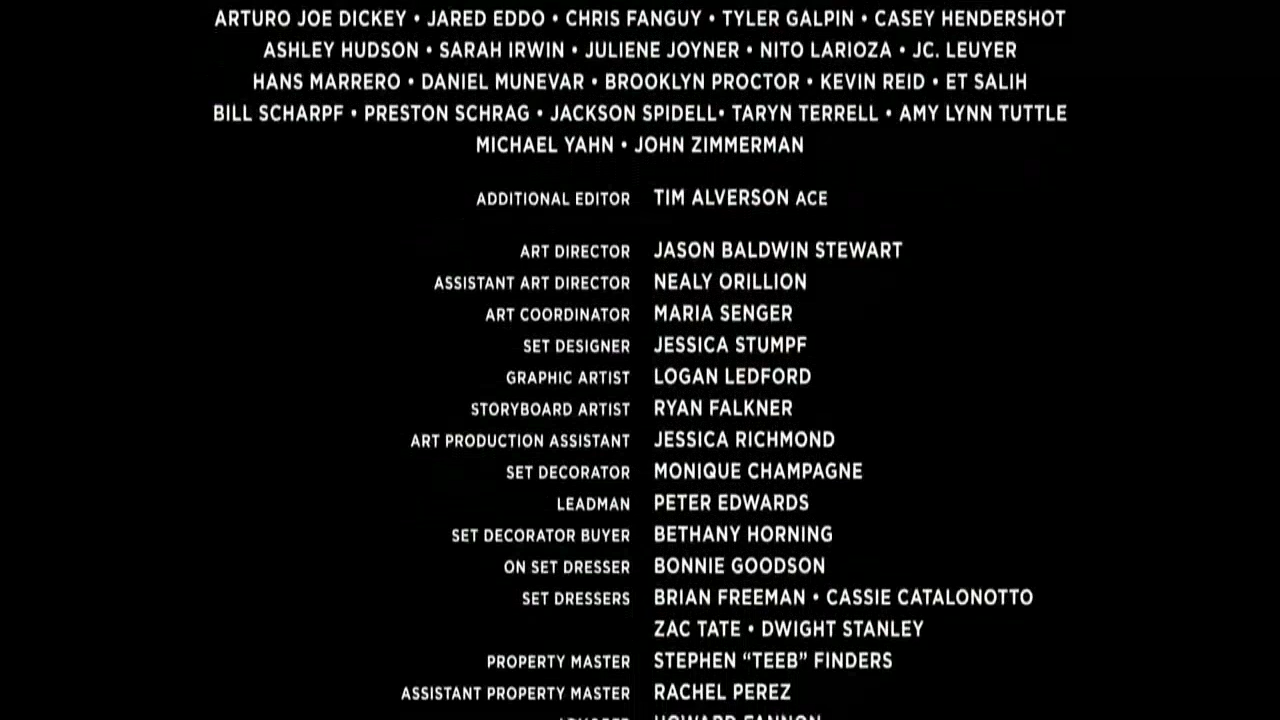 ARTURO JOE DICKEY • JARED EDDO • CHRIS FANGUY • TYLER GALPIN • CASEY HENDERSHOT
ASHLEY HUDSON • SARAH IRWIN • JULIENE JOYNER • NITO LARIOZA • JC. LEUYER
HANS MARRERO • DANIEL MUNEVAR • BROOKLYN PROCTOR • KEVIN REID • ET SALIH
BILL SCHARPF • PRESTON SCHRAG • JACKSON SPIDELL• TARYN TERRELL • AMY LYNN TUTTLE
MICHAEL YAHN • JOHN ZIMMERMAN
ADDITIONAL EDITOR TIM ALVERSON ACE
ART DIRECTOR JASON BALDWIN STEWART
ASSISTANT ART DIRECTOR NEALY ORILLION
ART COORDINATOR MARIA SENGER
SET DESIGNER JESSICA STUMPF
GRAPHIC ARTIST LOGAN LEDFORD
STORYBOARD ARTIST RYAN FALKNER
ART PRODUCTION ASSISTANT JESSICA RICHMOND
SET DECORATOR MONIQUE CHAMPAGNE
LEADMAN PETER EDWARDS
SET DECORATOR BUYER BETHANY HORNING
ON SET DRESSER BONNIE GOODSON
SET DRESSERS BRIAN FREEMAN • CASSIE CATALONOTTO
ZAC TATE • DWIGHT STANLEY
PROPERTY MASTER STEPHEN “TEEB” FINDERS
ASSISTANT PROPERTY MASTER RACHEL PEREZ